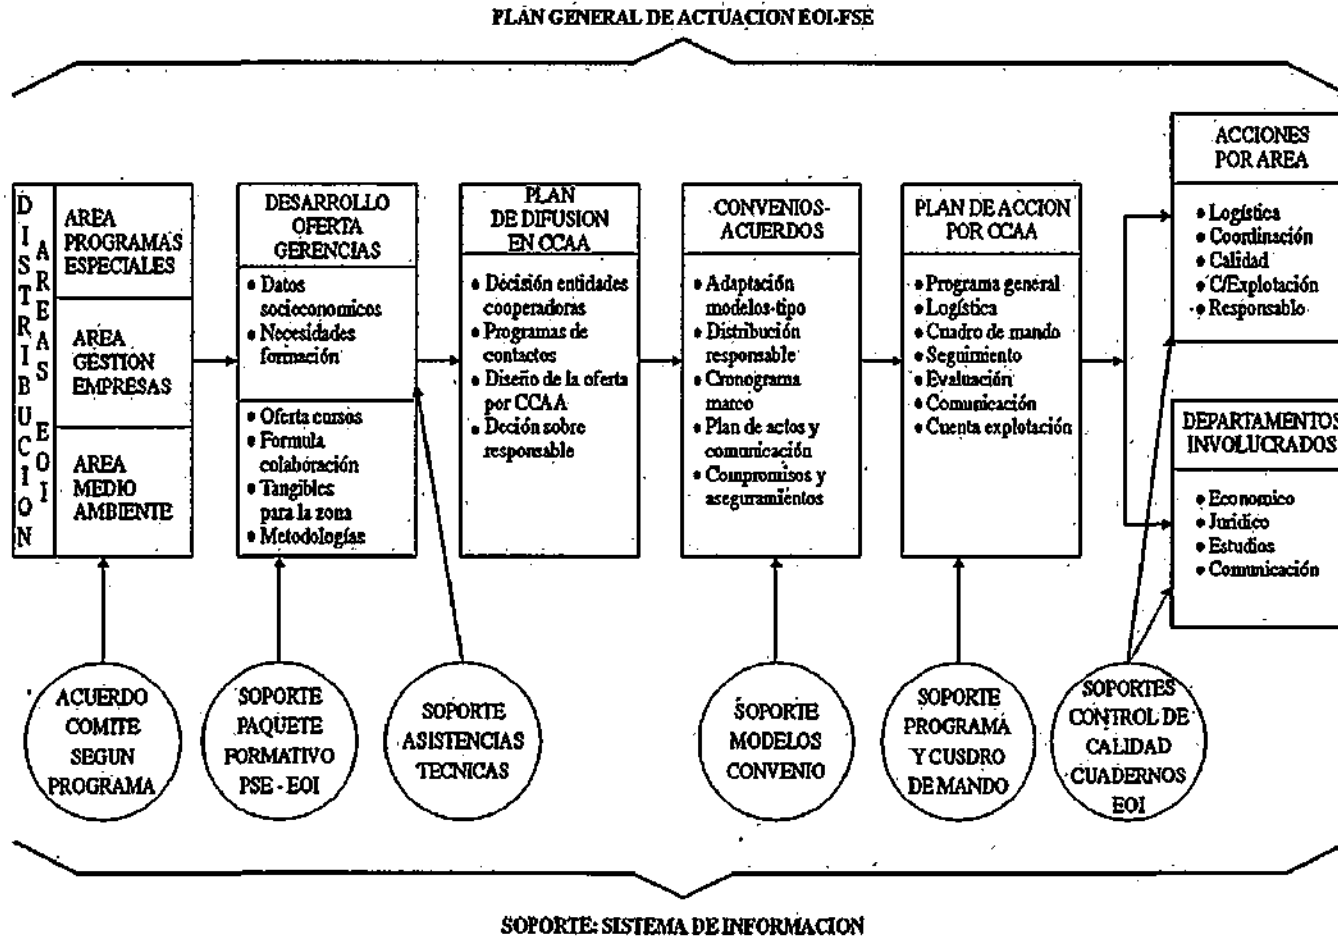 PLAN GENERAL DE ACTUACION EOI-FSE
DISTRIBUCION
AREAS EOI
AREA
PROGRAMAS
ESPECIALES
AREA
GESTION
EMPRESAS
AREA
MEDIO
AMBIENTE
DESARROLLO
OFERTA
GERENCIAS
• Datos
socioeconomicos
• Necesidades
formación
• Oferta cursos
• Formula
colaboración
• Tangibles
para la zona
• Metodologías
PLAN
DE DIFUSION
EN CCAA
• Decisión entidades
cooperadoras
• Programas de
contactos
• Diseño de la oferta
por CCAA
• Deción sobre
responsable
CONVENIOS-
ACUERDOS
• Adaptación
modelos-tipo
• Distribución
responsable
• Cronograma
marco
• Plan de actos y
comunicación
• Compromisos y
aseguramientos
PLAN DE ACCION
POR CCAA
• Programa general
• Logística
• Cuadro de mando
• Seguimiento
• Evaluación
• Comunicación
• Cuenta explotación
ACCIONES
POR AREA
• Logística
• Coordinación
• Calidad
• C/Explotación
• Responsable
DEPARTAMENTOS
INVOLUCRADOS
• Economico
• Juridico
• Estudios
• Comunicación
ACUERDO
COMITE
SEGUN
PROGRAMA
SOPORTE
PAQUETE
FORMATIVO
PSE - EOI
SOPORTE
ASISTENCIAS
TECNICAS
SOPORTE
MODELOS
CONVENIO
SOPORTE
PROGRAMA
Y CUSDRO
DE MANDO
SOPORTES
CONTROL DE
CALIDAD
CUADERNOS
EOI
SOPORTE: SISTEMA DE INFORMACION